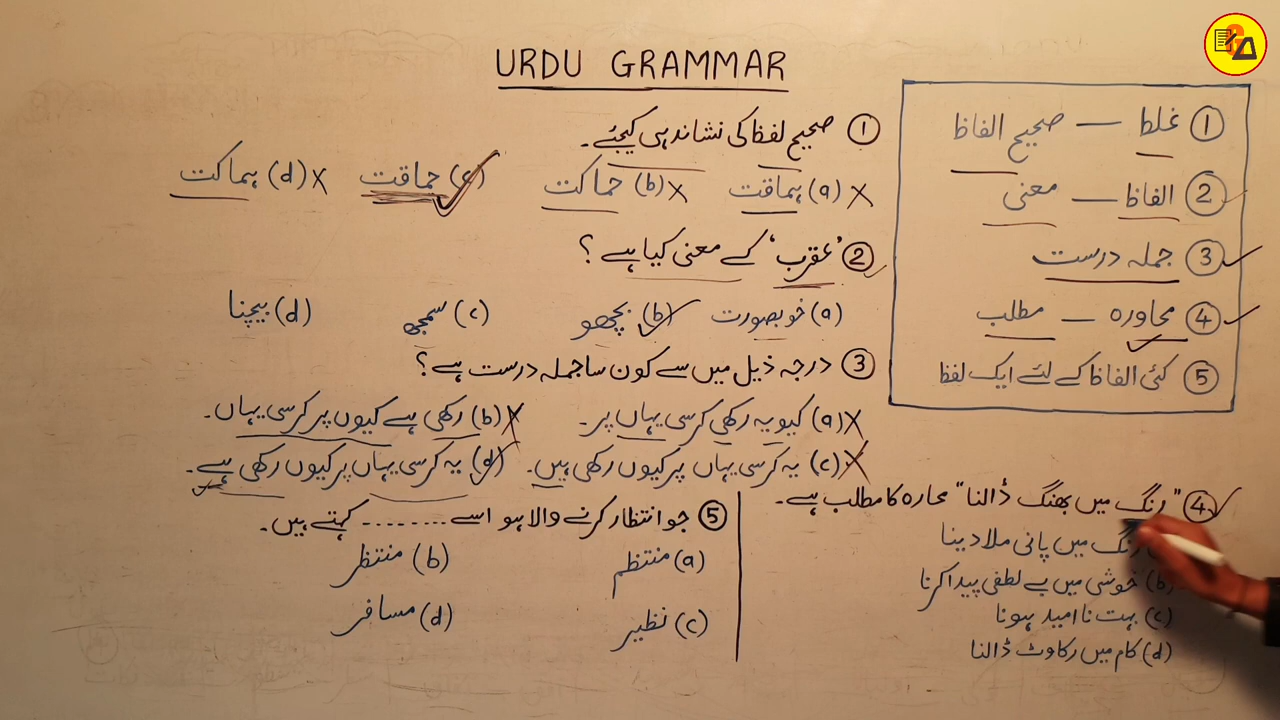 URDU GRAMMAR
① صحیح لفظ کی نشاندہی کیجئے۔
(a) ہماقت (b) حماکت (c) حماقت (d) ہماکت
② ’عقرب‘ کے معنی کیا ہے ؟
(a) خوبصورت (b) بچھو (c) سمجھ (d) بیچنا
③ درجہ ذیل میں سے کون سا جملہ درست ہے ؟
(a) کیو یہ رکھی کرسی یہاں پر۔ (b) رکھی ہے کیوں پر کرسی یہاں۔
(c) یہ کرسی یہاں پر کیوں رکھی ہیں۔ (d) یہ کرسی یہاں پر کیوں رکھی ہے۔
④ "رنگ میں بھنگ ڈالنا" محارہ کا مطلب ہے۔
رنگ میں پانی ملا دینا
(b) خوشی میں بے لطفی پیدا کرنا
(c) بہت نا امید ہونا
(d) کام میں رکاوٹ ڈالنا
⑤ جو انتظار کرنے والا ہو اسے ........ کہتے ہیں۔
(a) منتظم (b) منتظر
(c) نظیر (d) مسافر
① غلط — صحیح الفاظ
② الفاظ — معنی
③ جملہ درست
④ محاورہ — مطلب
⑤ کئی الفاظ کے لئے ایک لفظ